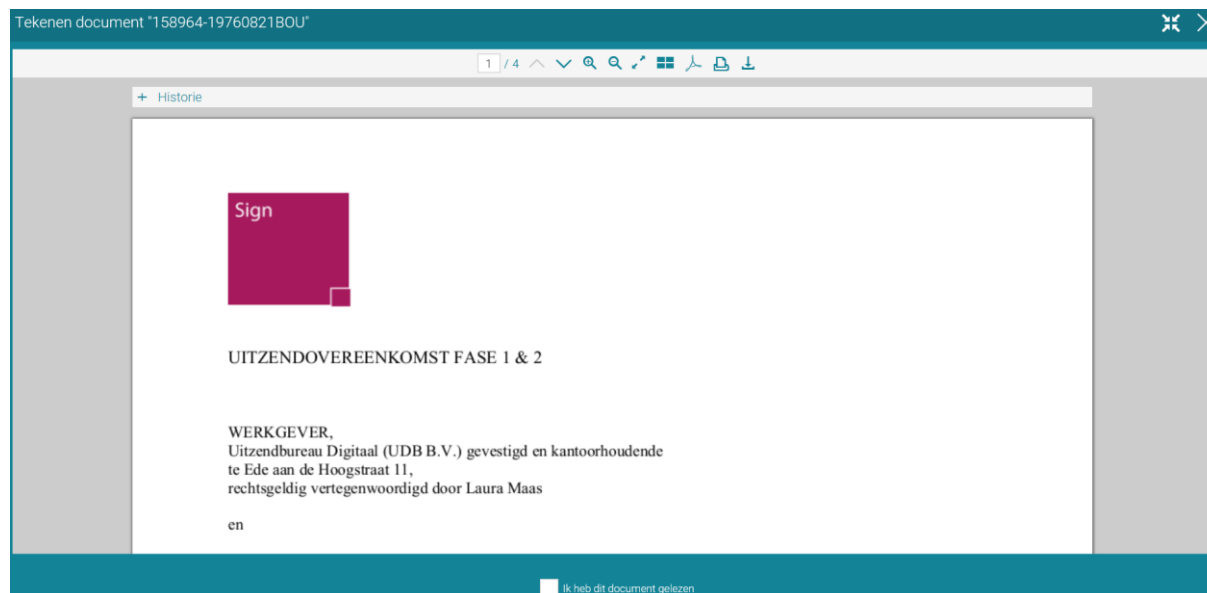 Tekenen document "158964-19760821BOU"
1 / 4
+ Historie
Sign
UITZENDOVEREENKOMST FASE 1 & 2
WERKGEVER,
Uitzendbureau Digitaal (UDB B.V.) gevestigd en kantoorhoudende
te Ede aan de Hoogstraat 11,
rechtsgeldig vertegenwoordigd door Laura Maas
en
Ik heb dit document gelezen